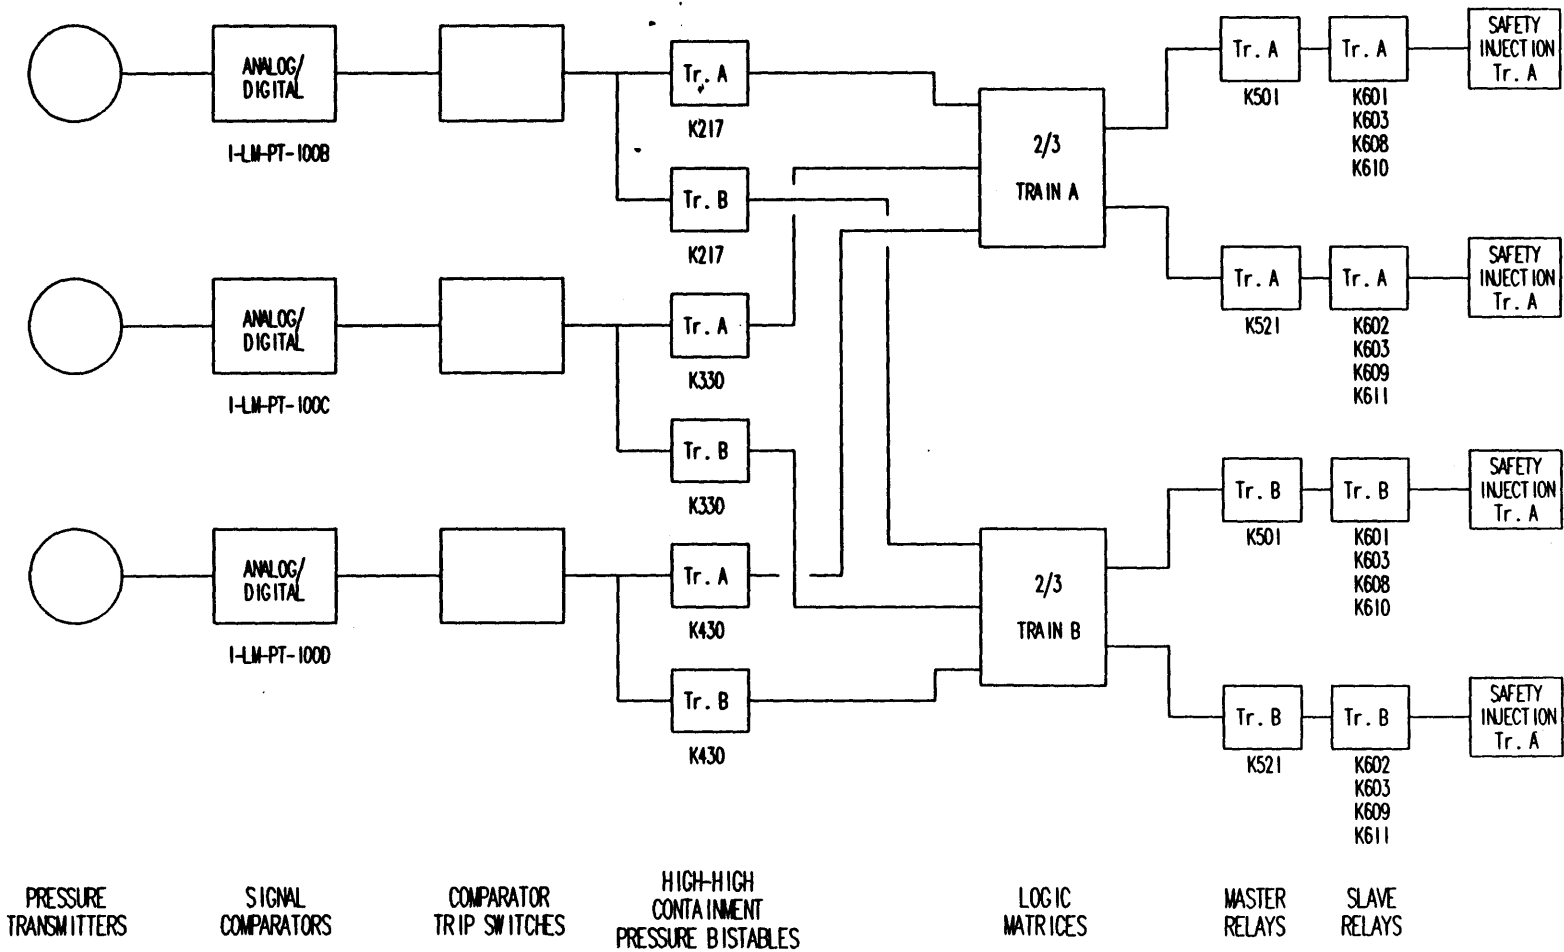 ANALOG/
DIGITAL
1-LM-PT-100B
Tr. A
K217
Tr. B
K217
ANALOG/
DIGITAL
1-LM-PT-100C
Tr. A
K330
Tr. B
K330
ANALOG/
DIGITAL
1-LM-PT-100D
Tr. A
K430
Tr. B
K430
2/3
TRAIN A
2/3
TRAIN B
Tr. A
K501
Tr. A
K601
K603
K608
K610
SAFETY
INJECTION
Tr. A
Tr. A
K521
Tr. A
K602
K603
K609
K611
SAFETY
INJECTION
Tr. A
Tr. B
K501
Tr. B
K601
K603
K608
K610
SAFETY
INJECTION
Tr. A
Tr. B
K521
Tr. B
K602
K603
K609
K611
SAFETY
INJECTION
Tr. A
PRESSURE
TRANSMITTERS
SIGNAL
COMPARATORS
COMPARATOR
TRIP SWITCHES
HIGH-HIGH
CONTAINMENT
PRESSURE BISTABLES
LOGIC
MATRICES
MASTER
RELAYS
SLAVE
RELAYS